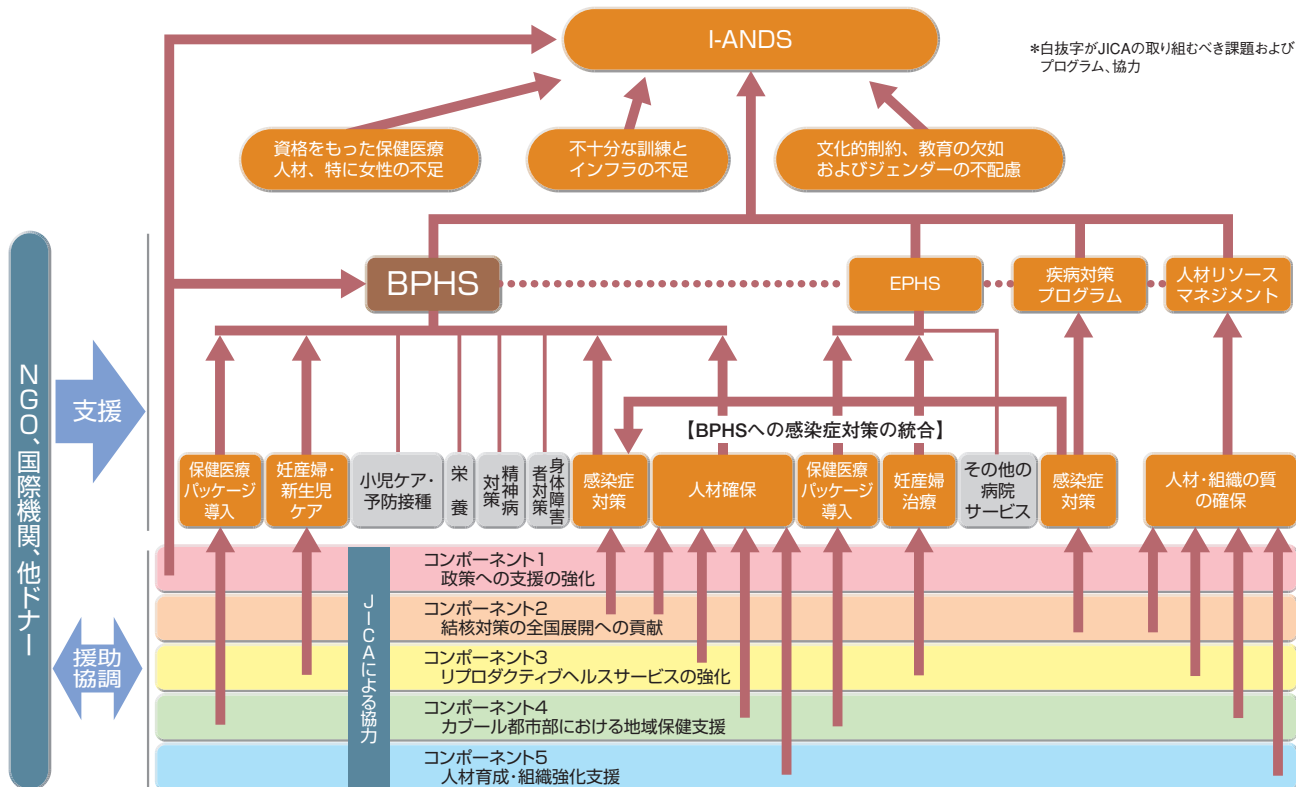 I-ANDS
*白抜字がJICAの取り組むべき課題および
プログラム、協力
資格をもった保健医療
人材、特に女性の不足
不十分な訓練と
インフラの不足
文化的制約、教育の欠如
およびジェンダーの不配慮
BPHS
EPHS
疾病対策
プログラム
人材リソース
マネジメント
NGO、国際機関、他ドナー
支援
【BPHSへの感染症対策の統合】
保健医療
パッケージ
導入
妊産婦・
新生児
ケア
小児ケア・
予防接種
栄養
精神病
対策
身体障害
者対策
感染症
対策
人材確保
保健医療
パッケージ
導入
妊産婦
治療
その他の
病院
サービス
感染症
対策
人材・組織の質
の確保
援助
協調
JICAによる協力
コンポーネント1
政策への支援の強化
コンポーネント2
結核対策の全国展開への貢献
コンポーネント3
リプロダクティブヘルスサービスの強化
コンポーネント4
カブール都市部における地域保健支援
コンポーネント5
人材育成・組織強化支援